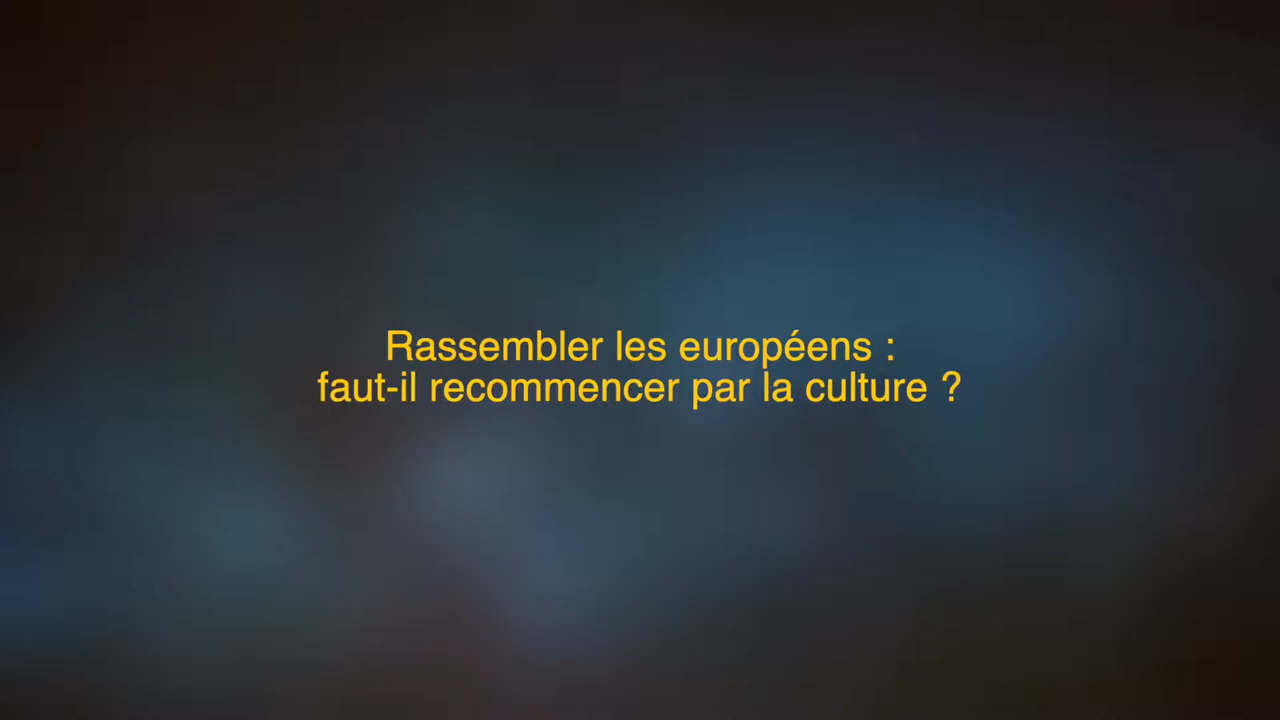 Rassembler les européens :
faut-il recommencer par la culture ?